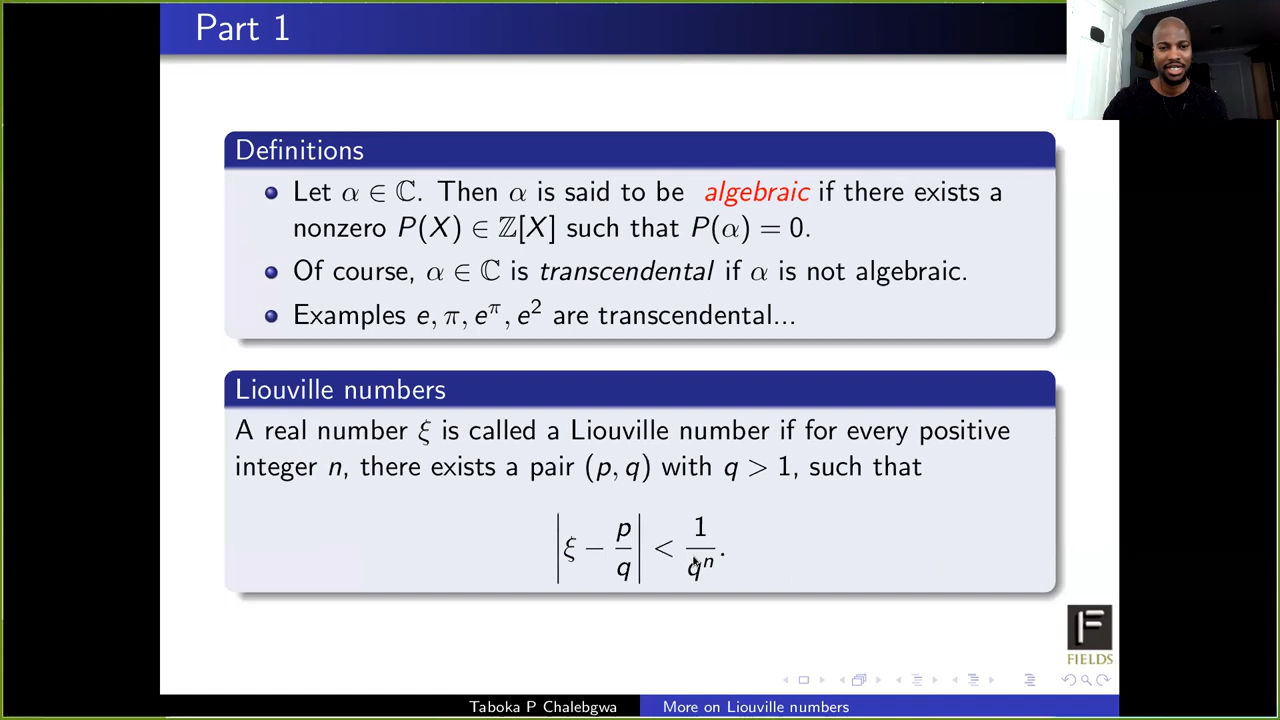 Part 1
Definitions
Let α ∈ ℂ. Then α is said to be algebraic if there exists a
nonzero P(X) ∈ ℤ[X] such that P(α) = 0.
Of course, α ∈ ℂ is transcendental if α is not algebraic.
Examples e, π, e^π, e^2 are transcendental...
Liouville numbers
A real number ξ is called a Liouville number if for every positive
integer n, there exists a pair (p, q) with q > 1, such that
|ξ − p/q| < 1/q^n.
F
FIELDS
Taboka P Chalebgwa More on Liouville numbers